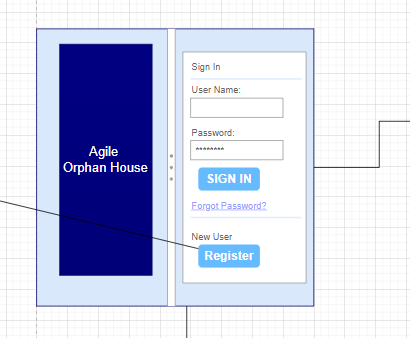 Agile
Orphan House
Sign In
User Name:
Password:
********
SIGN IN
Forgot Password?
New User
Register